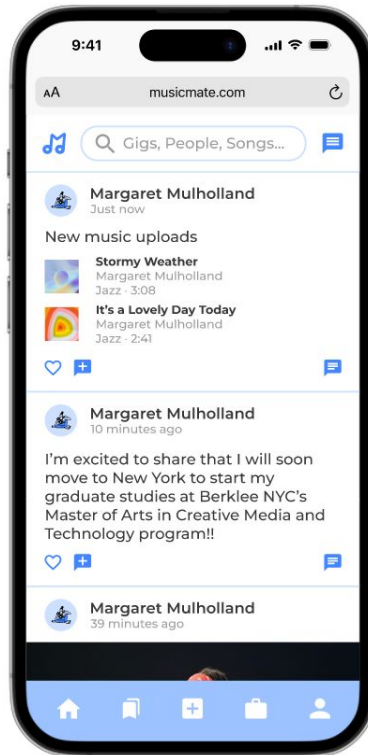 9:41
AA
musicmate.com
Gigs, People, Songs...
Margaret Mulholland
Just now
New music uploads
Stormy Weather
Margaret Mulholland
Jazz · 3:08
It's a Lovely Day Today
Margaret Mulholland
Jazz · 2:41
Margaret Mulholland
10 minutes ago
I'm excited to share that I will soon
move to New York to start my
graduate studies at Berklee NYC's
Master of Arts in Creative Media and
Technology program!!
Margaret Mulholland
39 minutes ago